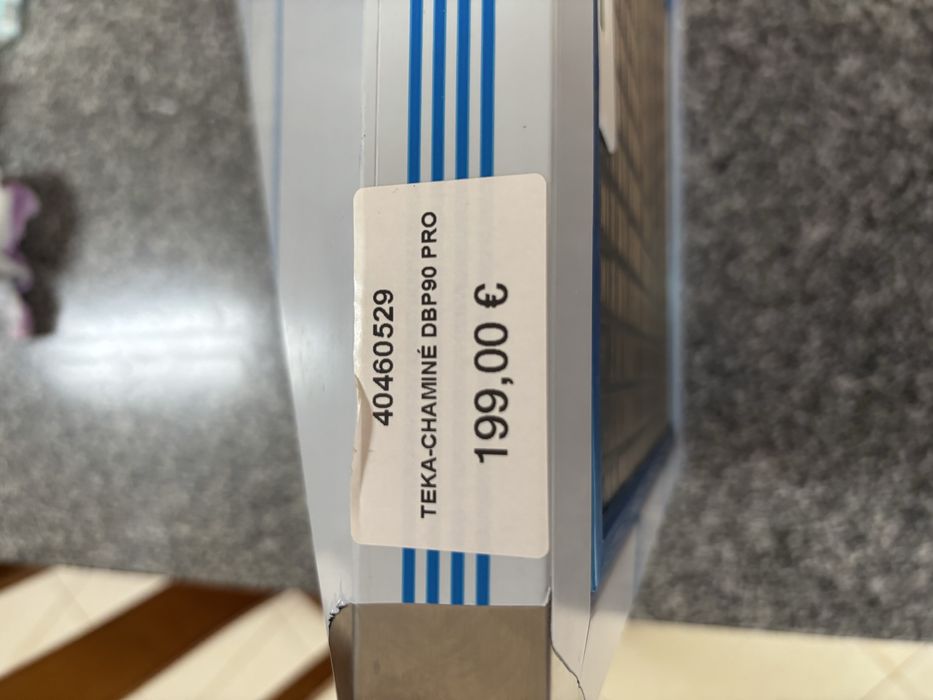 40460529
TEKA-CHAMINÉ DBP90 PRO
199,00 €